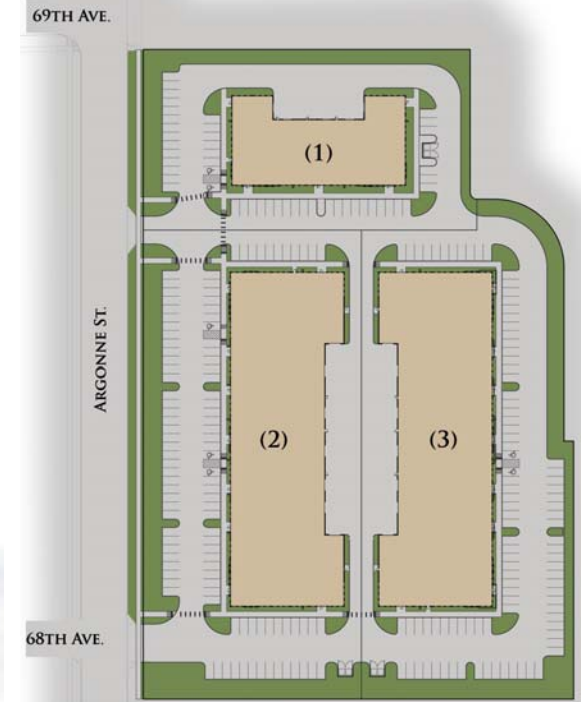 69TH AVE.
(1)
ARGONNE ST.
(2)
(3)
68TH AVE.